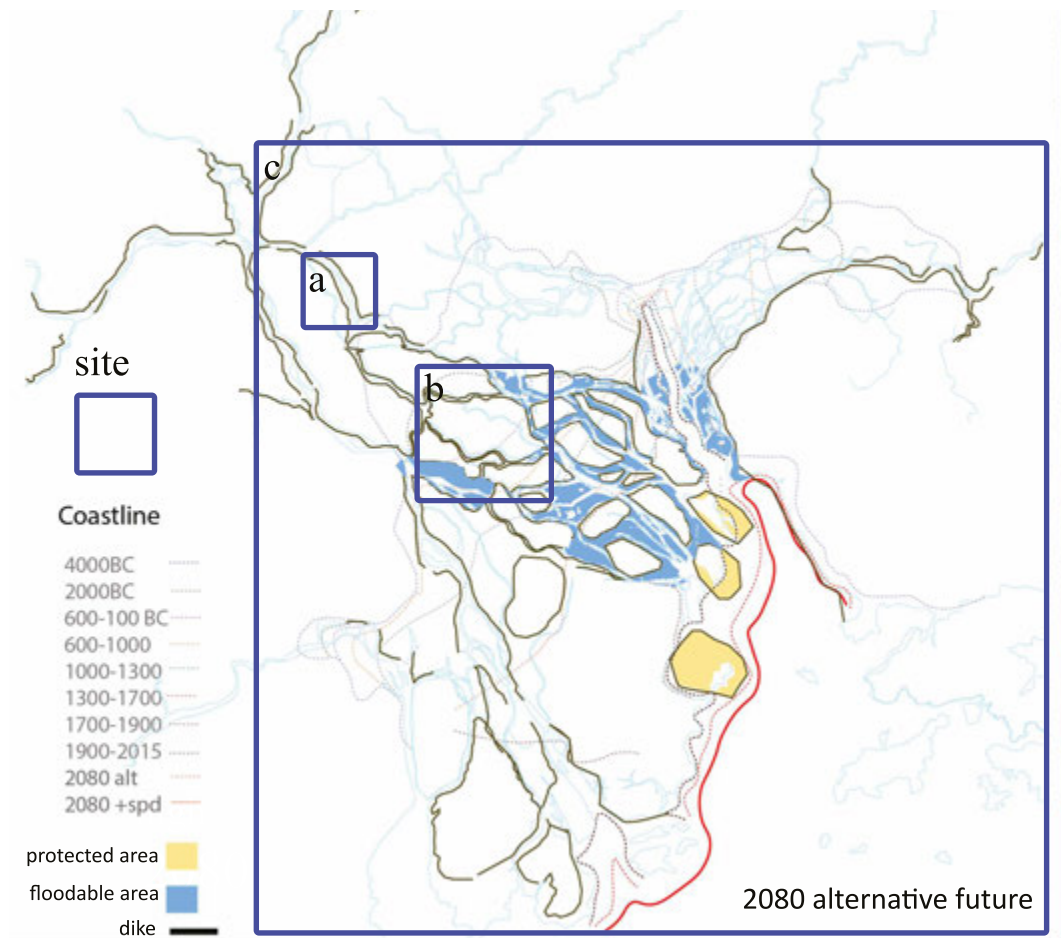 c
a
site
b
Coastline
4000BC
2000BC
600-100 BC
600-1000
1000-1300
1300-1700
1700-1900
1900-2015
2080 alt
2080 +spd
protected area
floodable area
dike
2080 alternative future